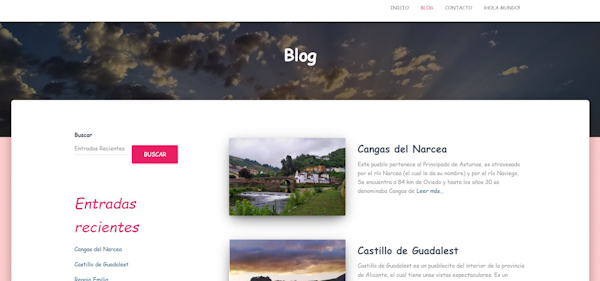 INICIO BLOG CONTACTO ¡HOLA MUNDO!
Blog
Buscar
Entradas Recientes
BUSCAR
Entradas
recientes
Cangas del Narcea
Castillo de Guadalest
Reggio Emilia
Cangas del Narcea
Este pueblo pertenece al Principado de Asturias, es atravesado
por el río Narcea (el cual le da su nombre) y por el río Naviego.
Se encuentra a 84 km de Oviedo y hasta los años 30 es
denominaba Cangas de Leer más…
Castillo de Guadalest
Castillo de Guadalest es un pueblecito del interior de la provincia
de Alicante, el cual tiene unas vistas espectaculares. Es un